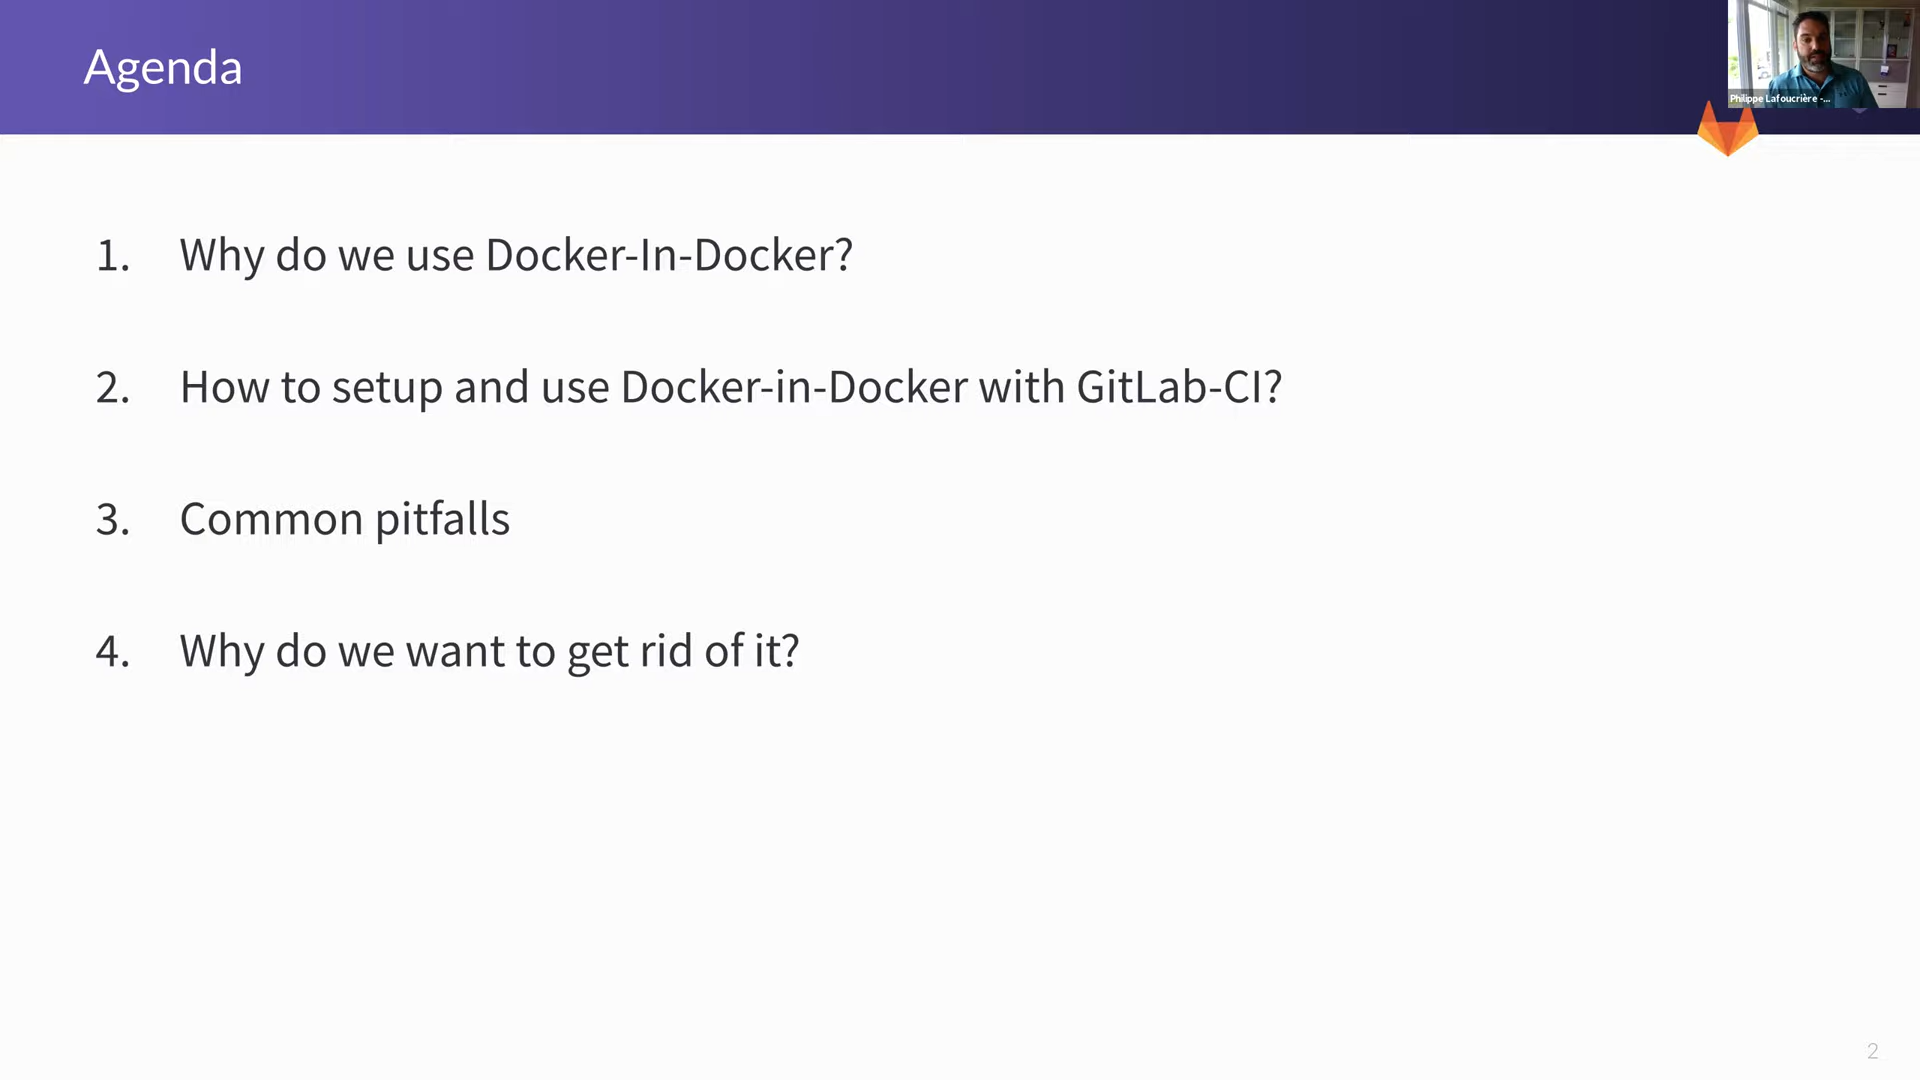 Agenda
Philippe Lafoucrière -...
1. Why do we use Docker-In-Docker?
2. How to setup and use Docker-in-Docker with GitLab-CI?
3. Common pitfalls
4. Why do we want to get rid of it?
2